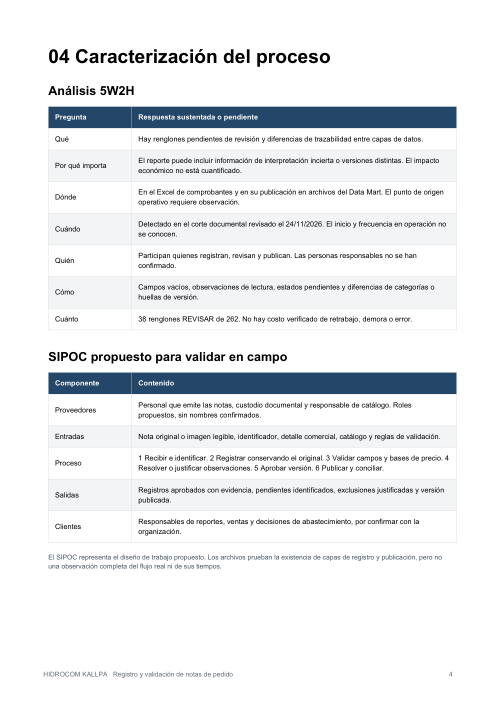 04 Caracterización del proceso
Análisis 5W2H
Pregunta Respuesta sustentada o pendiente
Qué Hay renglones pendientes de revisión y diferencias de trazabilidad entre capas de datos.
Por qué importa El reporte puede incluir información de interpretación incierta o versiones distintas. El impacto
económico no está cuantificado.
Dónde En el Excel de comprobantes y en su publicación en archivos del Data Mart. El punto de origen
operativo requiere observación.
Cuándo Detectado en el corte documental revisado el 24/11/2026. El inicio y frecuencia en operación no
se conocen.
Quién Participan quienes registran, revisan y publican. Las personas responsables no se han
confirmado.
Cómo Campos vacíos, observaciones de lectura, estados pendientes y diferencias de categorías o
huellas de versión.
Cuánto 38 renglones REVISAR de 262. No hay costo verificado de retrabajo, demora o error.
SIPOC propuesto para validar en campo
Componente Contenido
Proveedores Personal que emite las notas, custodio documental y responsable de catálogo. Roles
propuestos, sin nombres confirmados.
Entradas Nota original o imagen legible, identificador, detalle comercial, catálogo y reglas de validación.
Proceso 1 Recibir e identificar. 2 Registrar conservando el original. 3 Validar campos y bases de precio. 4
Resolver o justificar observaciones. 5 Aprobar versión. 6 Publicar y conciliar.
Salidas Registros aprobados con evidencia, pendientes identificados, exclusiones justificadas y versión
publicada.
Clientes Responsables de reportes, ventas y decisiones de abastecimiento, por confirmar con la
organización.
El SIPOC representa el diseño de trabajo propuesto. Los archivos prueban la existencia de capas de registro y publicación, pero no
una observación completa del flujo real ni de sus tiempos.
HIDROCOM KALLPA Registro y validación de notas de pedido 4